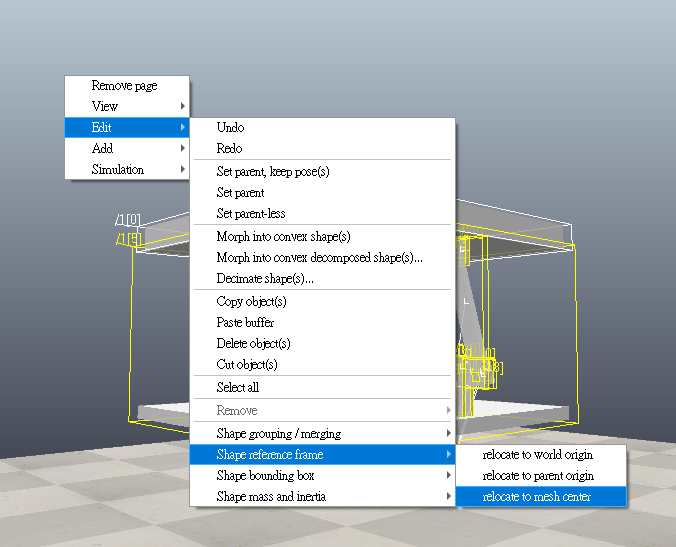 Remove page
View
Edit
Add
Simulation
Undo
Redo
Set parent, keep pose(s)
Set parent
Set parent-less
Morph into convex shape(s)
Morph into convex decomposed shape(s)...
Decimate shape(s)...
Copy object(s)
Paste buffer
Delete object(s)
Cut object(s)
Select all
Remove
Shape grouping / merging
Shape reference frame
Shape bounding box
Shape mass and inertia
relocate to world origin
relocate to parent origin
relocate to mesh center
/1[0]